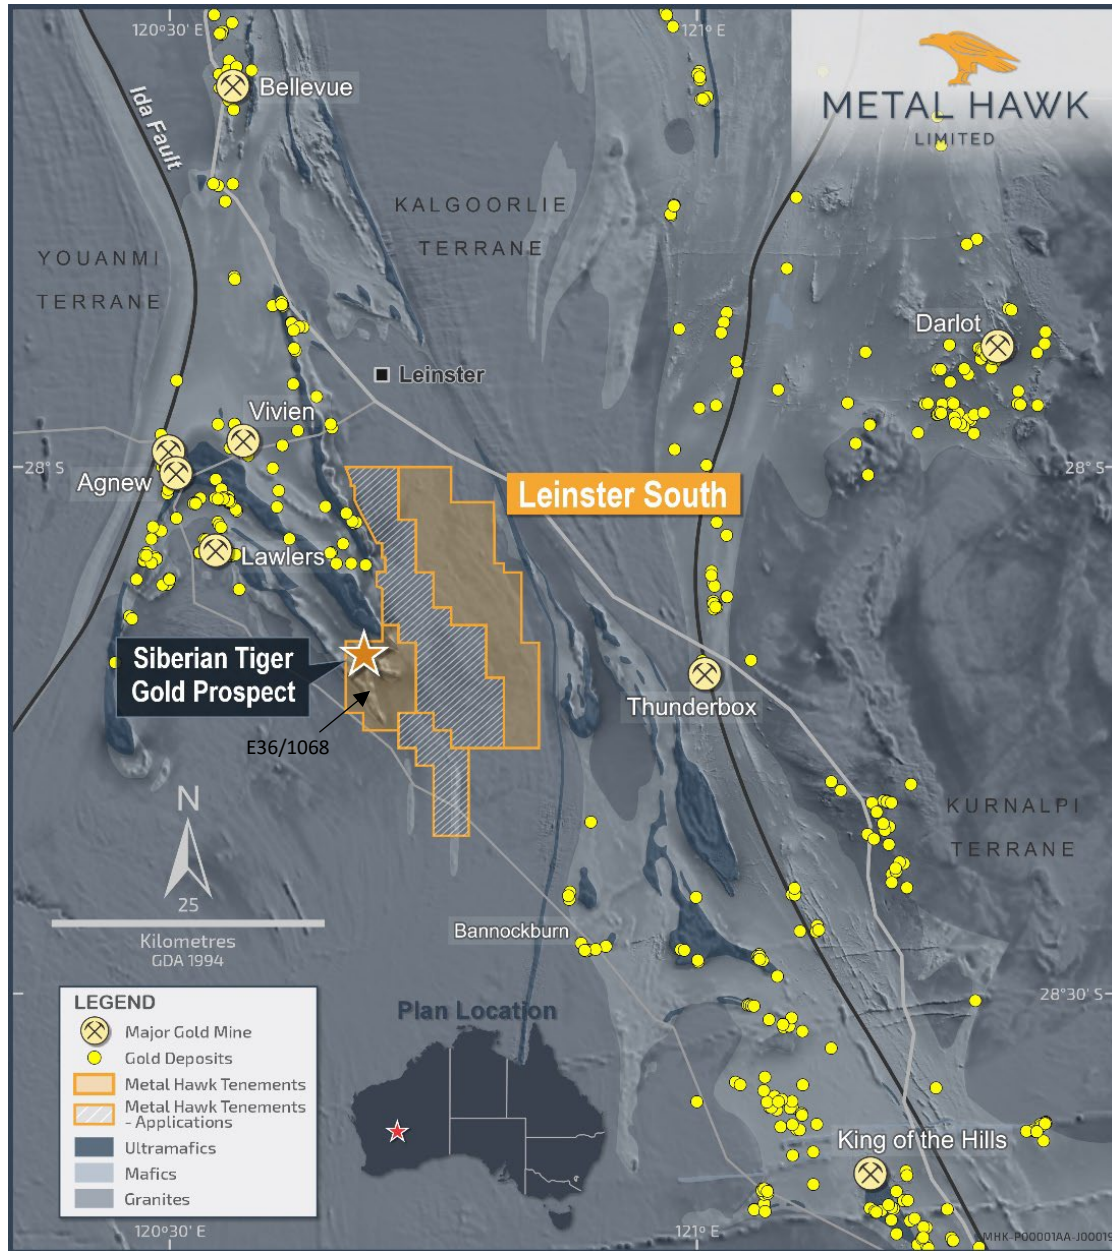 120°30' E
121° E
METAL HAWK
LIMITED
Bellevue
Ida Fault
KALGOORLIE
TERRANE
YOUANMI
TERRANE
Darlot
Leinster
Vivien
28° S
28° S
Agnew
Leinster South
Lawlers
Siberian Tiger
Gold Prospect
Thunderbox
E36/1068
N
KURNALPI
TERRANE
25
Kilometres
GDA 1994
Bannockburn
28°30' S
LEGEND
Major Gold Mine
Gold Deposits
Metal Hawk Tenements
Metal Hawk Tenements
- Applications
Ultramafics
Mafics
Granites
Plan Location
King of the Hills
120°30' E
121° E
MHK-P00001AA-J00019